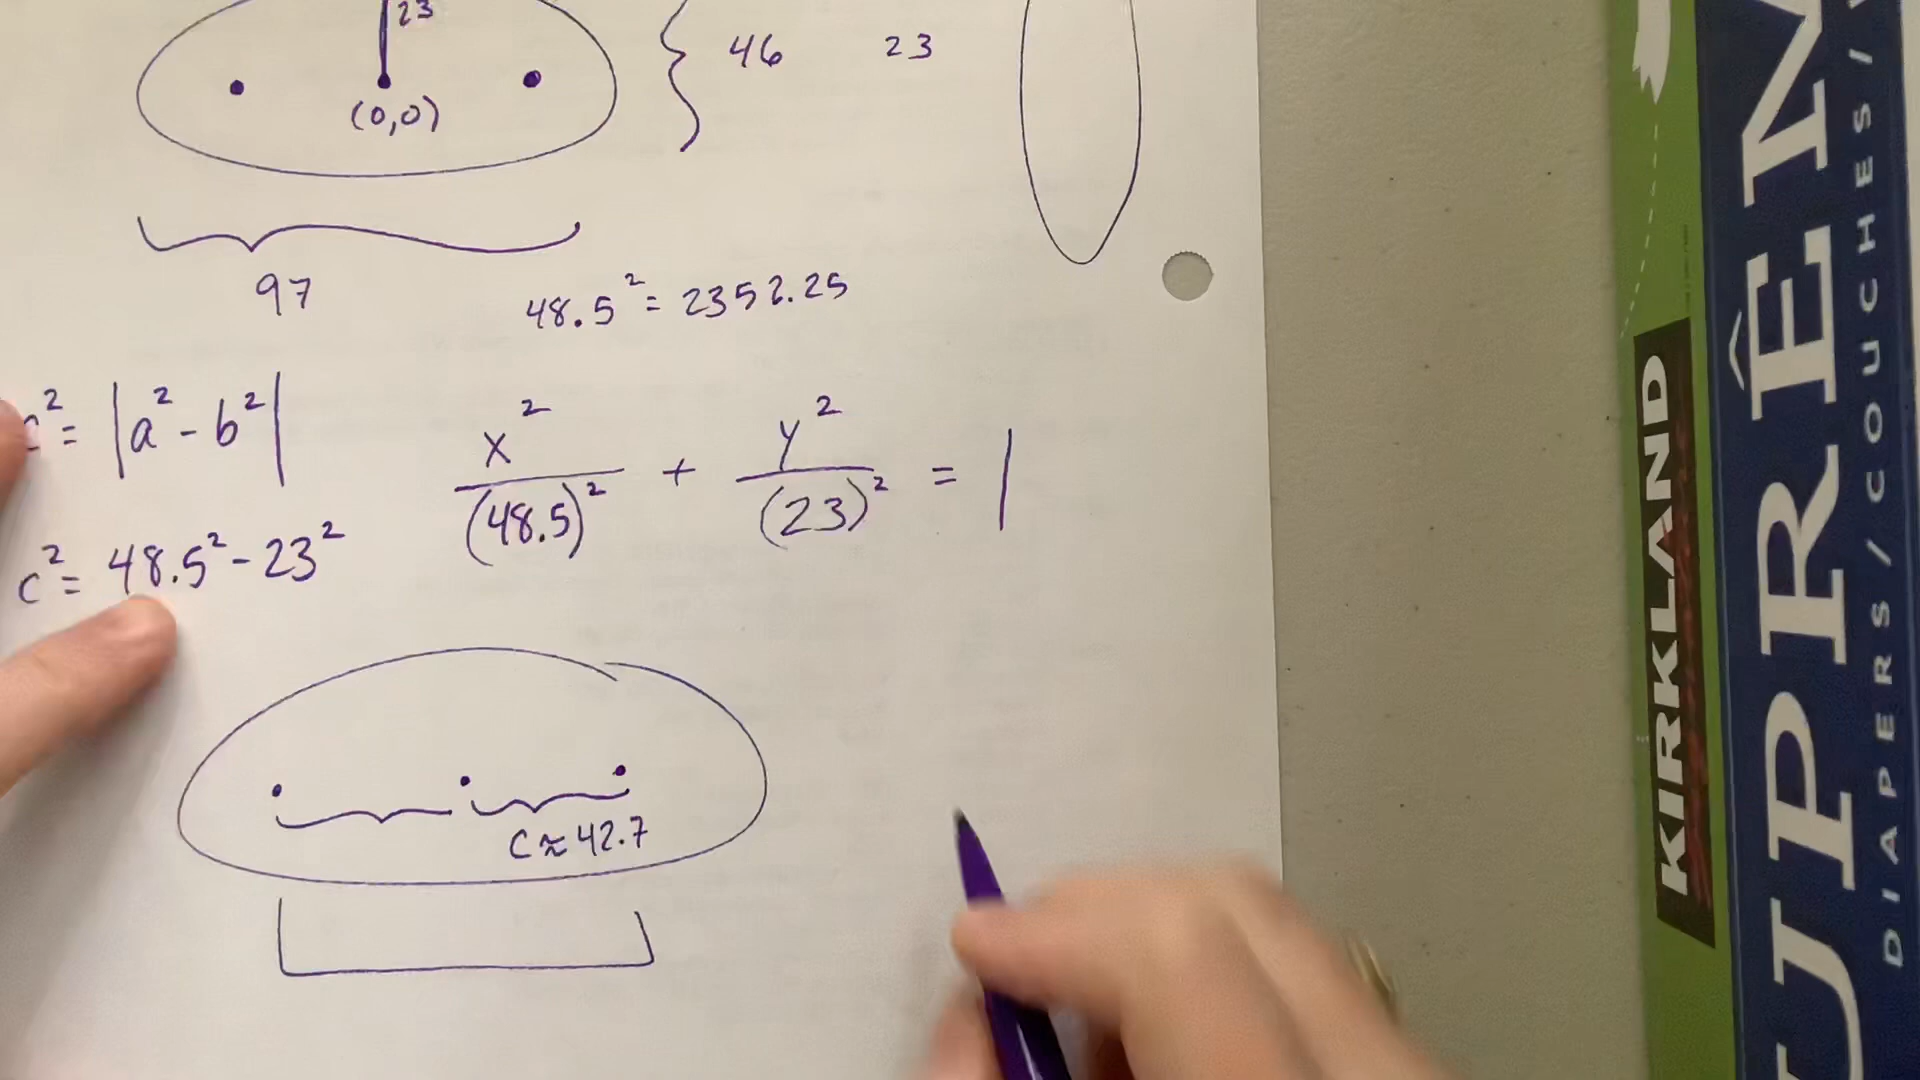 23
46 23
(0,0)
97
48.5² = 2352.25
c² = |a² - b²|
x² / (48.5)² + y² / (23)² = 1
c² = 48.5² - 23²
c ≈ 42.7
KIRKLAND
DIAPERS / COUCHES /